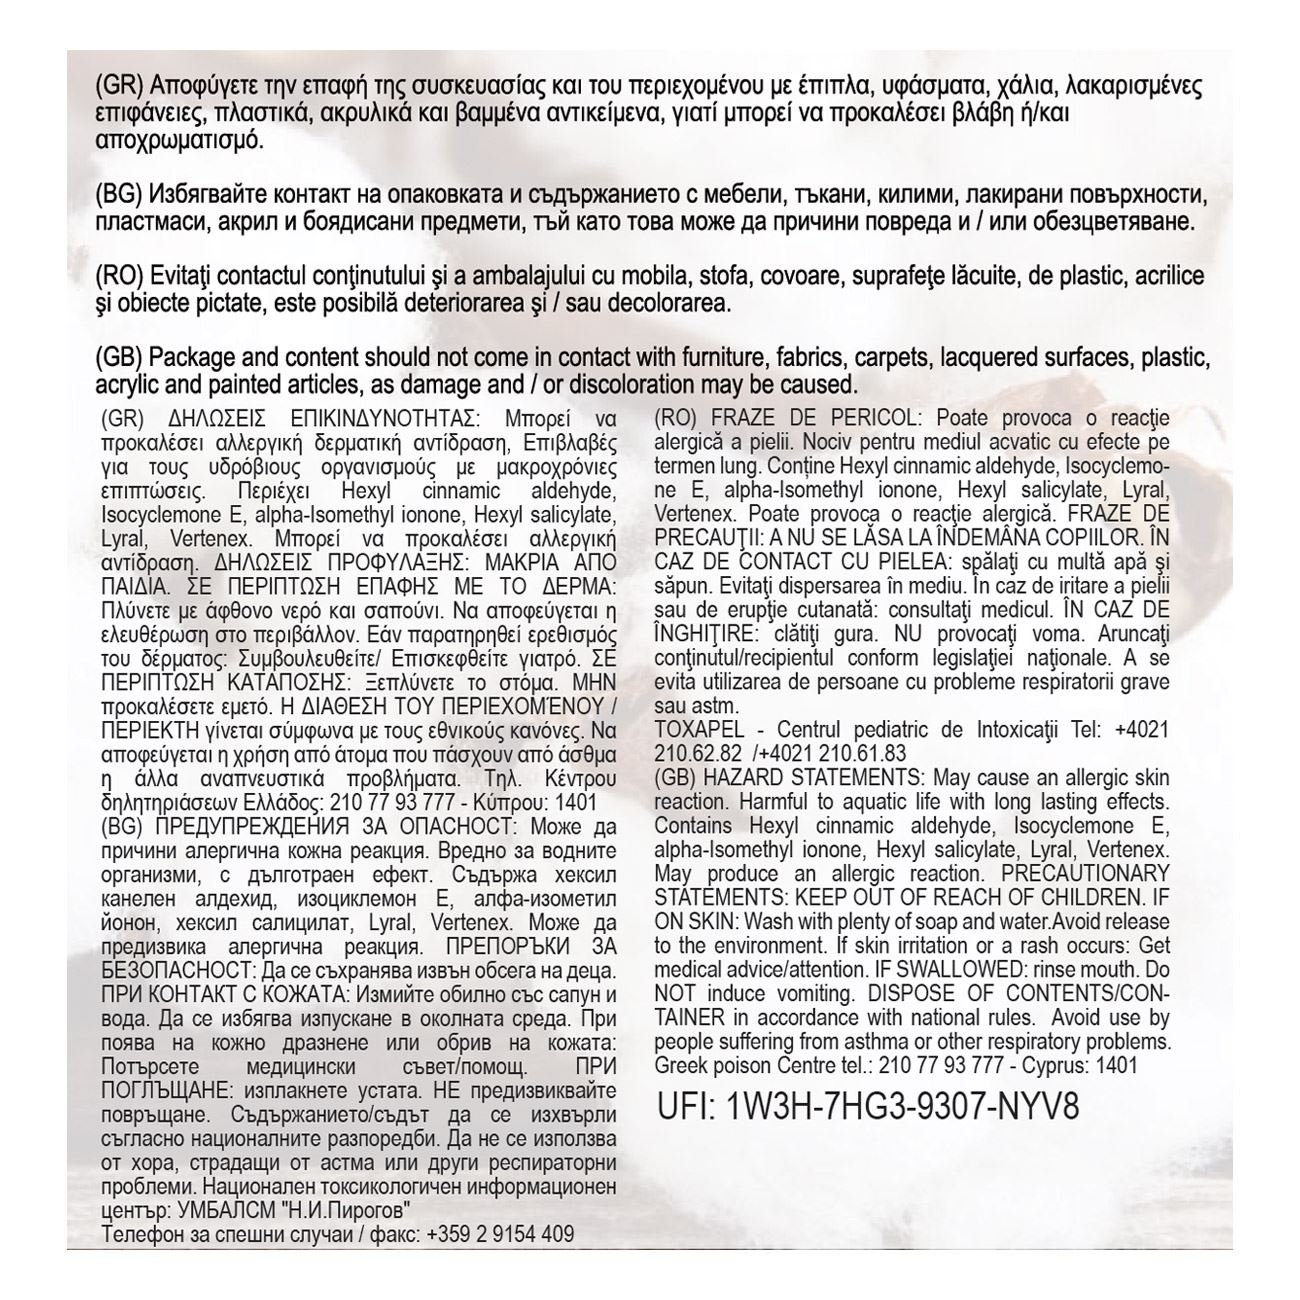 (GR) Αποφύγετε την επαφή της συσκευασίας και του περιεχομένου με έπιπλα, υφάσματα, χάλια, λακαρισμένες
επιφάνειες, πλαστικά, ακρυλικά και βαμμένα αντικείμενα, γιατί μπορεί να προκαλέσει βλάβη ή/και
αποχρωματισμό.
(BG) Избягвайте контакт на опаковката и съдържанието с мебели, тъкани, килими, лакирани повърхности,
пластмаси, акрил и боядисани предмети, тъй като това може да причини повреда и / или обезцветяване.
(RO) Evitaţi contactul conţinutului şi a ambalajului cu mobila, stofa, covoare, suprafeţe lăcuite, de plastic, acrilice
şi obiecte pictate, este posibilă deteriorarea şi / sau decolorarea.
(GB) Package and content should not come in contact with furniture, fabrics, carpets, lacquered surfaces, plastic,
acrylic and painted articles, as damage and / or discoloration may be caused.
(GR) ΔΗΛΩΣΕΙΣ ΕΠΙΚΙΝΔΥΝΟΤΗΤΑΣ: Μπορεί να
προκαλέσει αλλεργική δερματική αντίδραση, Επιβλαβές
για τους υδρόβιους οργανισμούς με μακροχρόνιες
επιπτώσεις. Περιέχει Hexyl cinnamic aldehyde,
Isocyclemone E, alpha-Isomethyl ionone, Hexyl salicylate,
Lyral, Vertenex. Μπορεί να προκαλέσει αλλεργική
αντίδραση. ΔΗΛΩΣΕΙΣ ΠΡΟΦΥΛΑΞΗΣ: ΜΑΚΡΙΑ ΑΠΟ
ΠΑΙΔΙΑ. ΣΕ ΠΕΡΙΠΤΩΣΗ ΕΠΑΦΗΣ ΜΕ ΤΟ ΔΕΡΜΑ:
Πλύνετε με άφθονο νερό και σαπούνι. Να αποφεύγεται η
ελευθέρωση στο περιβάλλον. Εάν παρατηρηθεί ερεθισμός
του δέρματος: Συμβουλευθείτε/ Επισκεφθείτε γιατρό. ΣΕ
ΠΕΡΙΠΤΩΣΗ ΚΑΤΑΠΟΣΗΣ: Ξεπλύνετε το στόμα. ΜΗΝ
προκαλέσετε εμετό. Η ΔΙΑΘΕΣΗ ΤΟΥ ΠΕΡΙΕΧΟΜΈΝΟΥ /
ΠΕΡΙΕΚΤΗ γίνεται σύμφωνα με τους εθνικούς κανόνες. Να
αποφεύγεται η χρήση από άτομα που πάσχουν από άσθμα
η άλλα αναπνευστικά προβλήματα. Τηλ. Κέντρου
δηλητηριάσεων Ελλάδος: 210 77 93 777 - Κύπρου: 1401
(BG) ПРЕДУПРЕЖДЕНИЯ ЗА ОПАСНОСТ: Може да
причини алергична кожна реакция. Вредно за водните
организми, с дълготраен ефект. Съдържа хексил
канелен алдехид, изоциклемон Е, алфа-изометил
йонон, хексил салицилат, Lyral, Vertenex. Може да
предизвика алергична реакция. ПРЕПОРЪКИ ЗА
БЕЗОПАСНОСТ: Да се съхранява извън обсега на деца.
ПРИ КОНТАКТ С КОЖАТА: Измийте обилно със сапун и
вода. Да се избягва изпускане в околната среда. При
поява на кожно дразнене или обрив на кожата:
Потърсете медицински съвет/помощ. ПРИ
ПОГЛЪЩАНЕ: изплакнете устата. НЕ предизвиквайте
повръщане. Съдържанието/съдът да се изхвърли
съгласно националните разпоредби. Да не се използва
от хора, страдащи от астма или други респираторни
проблеми. Национален токсикологичен информационен
център: УМБАЛСМ "Н.И.Пирогов"
Телефон за спешни случаи / факс: +359 2 9154 409
(RO) FRAZE DE PERICOL: Poate provoca o reacţie
alergică a pielii. Nociv pentru mediul acvatic cu efecte pe
termen lung. Conține Hexyl cinnamic aldehyde, Isocyclemo-
ne E, alpha-Isomethyl ionone, Hexyl salicylate, Lyral,
Vertenex. Poate provoca o reacţie alergică. FRAZE DE
PRECAUŢII: A NU SE LĂSA LA ÎNDEMÂNA COPIILOR. ÎN
CAZ DE CONTACT CU PIELEA: spălaţi cu multă apă şi
săpun. Evitaţi dispersarea în mediu. În caz de iritare a pielii
sau de erupţie cutanată: consultaţi medicul. ÎN CAZ DE
ÎNGHIŢIRE: clătiţi gura. NU provocaţi voma. Aruncaţi
conţinutul/recipientul conform legislaţiei naţionale. A se
evita utilizarea de persoane cu probleme respiratorii grave
sau astm.
TOXAPEL - Centrul pediatric de Intoxicaţii Tel: +4021
210.62.82 /+4021 210.61.83
(GB) HAZARD STATEMENTS: May cause an allergic skin
reaction. Harmful to aquatic life with long lasting effects.
Contains Hexyl cinnamic aldehyde, Isocyclemone E,
alpha-Isomethyl ionone, Hexyl salicylate, Lyral, Vertenex.
May produce an allergic reaction. PRECAUTIONARY
STATEMENTS: KEEP OUT OF REACH OF CHILDREN. IF
ON SKIN: Wash with plenty of soap and water.Avoid release
to the environment. If skin irritation or a rash occurs: Get
medical advice/attention. IF SWALLOWED: rinse mouth. Do
NOT induce vomiting. DISPOSE OF CONTENTS/CON-
TAINER in accordance with national rules. Avoid use by
people suffering from asthma or other respiratory problems.
Greek poison Centre tel.: 210 77 93 777 - Cyprus: 1401
UFI: 1W3H-7HG3-9307-NYV8